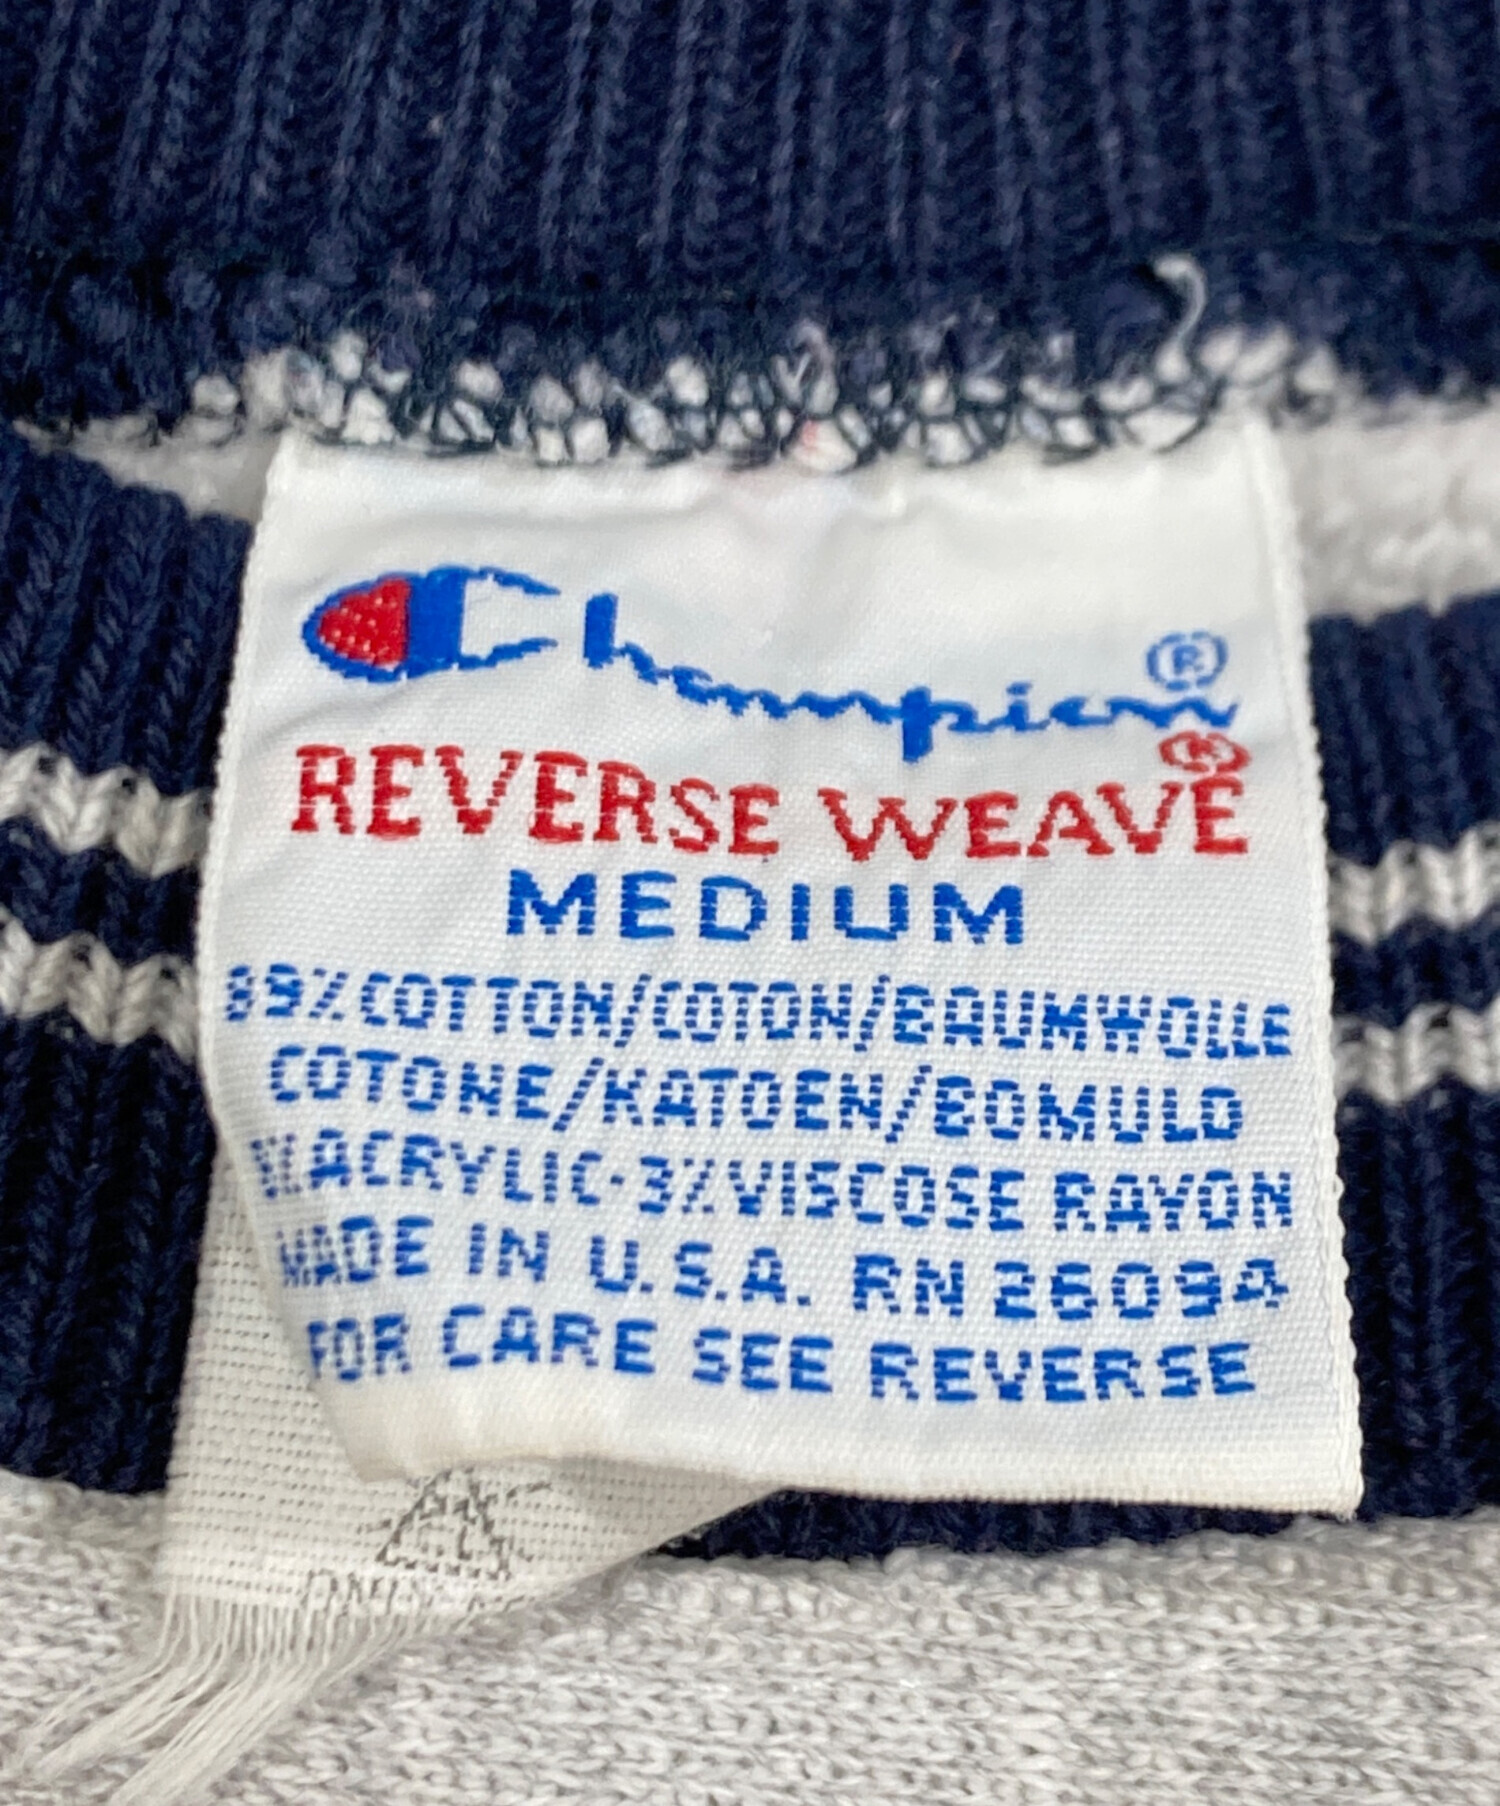 Champion®
REVERSE WEAVE®
MEDIUM
89% COTTON/COTON/BAUMWOLLE
COTONE/KATOEN/BOMULD
ACRYLIC·3% VISCOSE RAYON
MADE IN U.S.A. RN 26094
FOR CARE SEE REVERSE